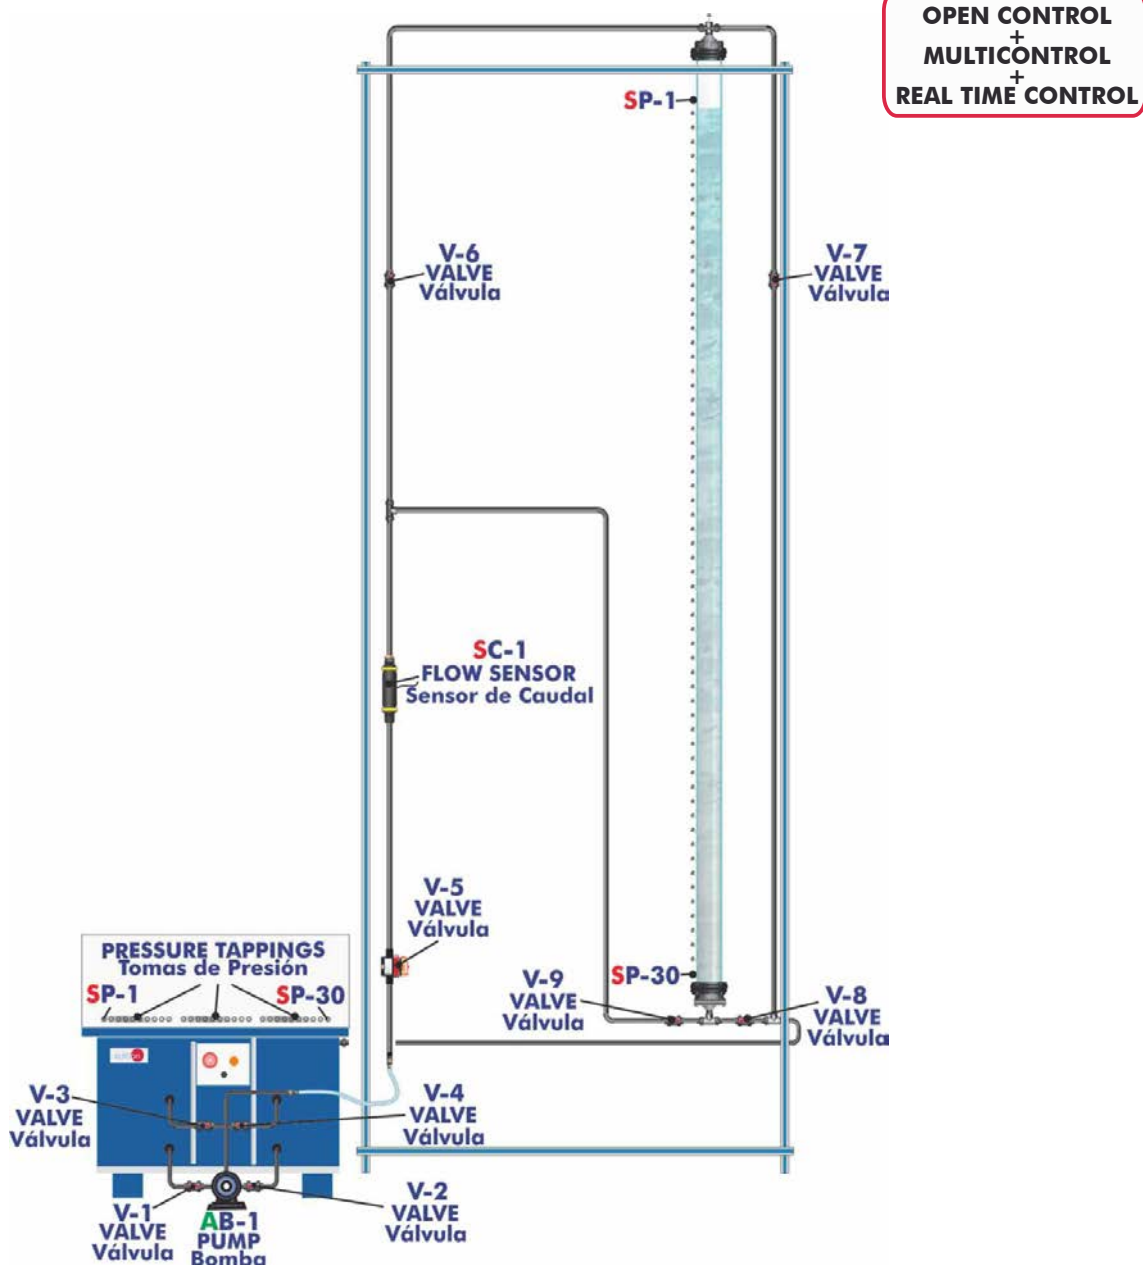 OPEN CONTROL
+
MULTICONTROL
+
REAL TIME CONTROL
SP-1
V-6
VALVE
Válvula
V-7
VALVE
Válvula
SC-1
FLOW SENSOR
Sensor de Caudal
V-5
VALVE
Válvula
PRESSURE TAPPINGS
Tomas de Presión
SP-1
SP-30
SP-30
V-9
VALVE
Válvula
V-8
VALVE
Válvula
V-3
VALVE
Válvula
V-4
VALVE
Válvula
V-1
VALVE
Válvula
AB-1
PUMP
Bomba
V-2
VALVE
Válvula